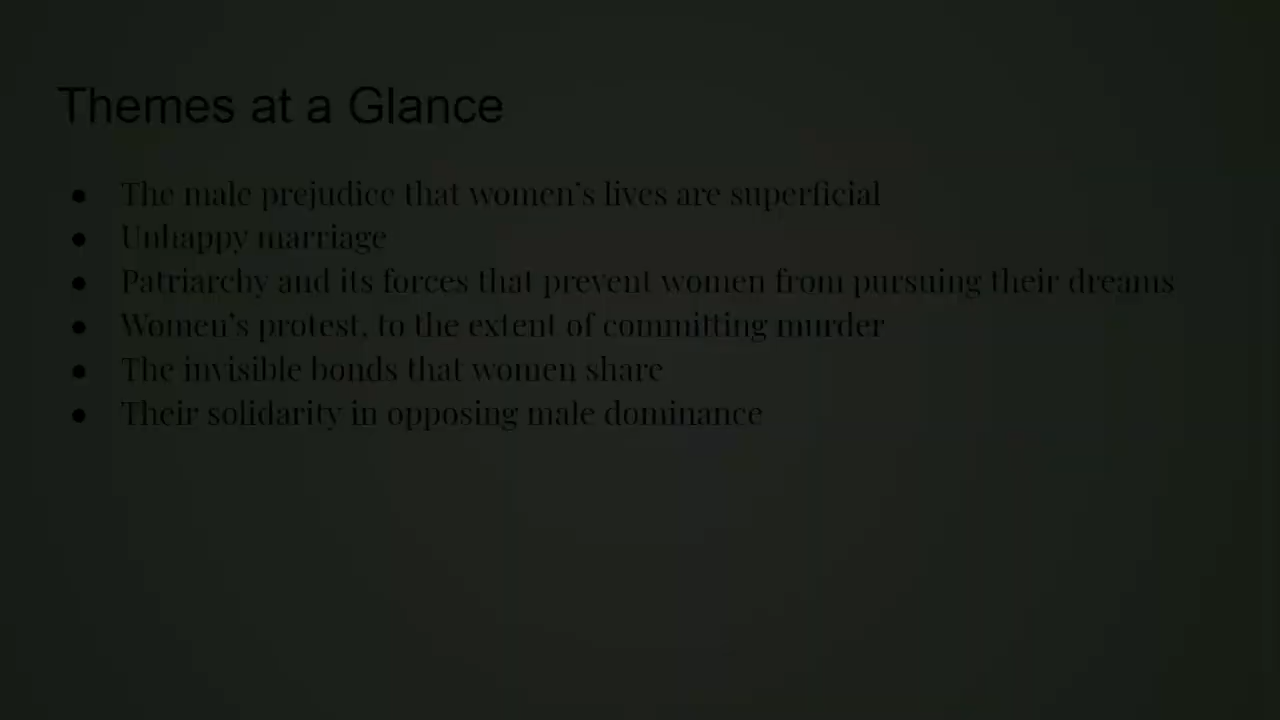 Themes at a Glance
● The male prejudice that women’s lives are superficial
● Unhappy marriage
● Patriarchy and its forces that prevent women from pursuing their dreams
● Women’s protest, to the extent of committing murder
● The invisible bonds that women share
● Their solidarity in opposing male dominance